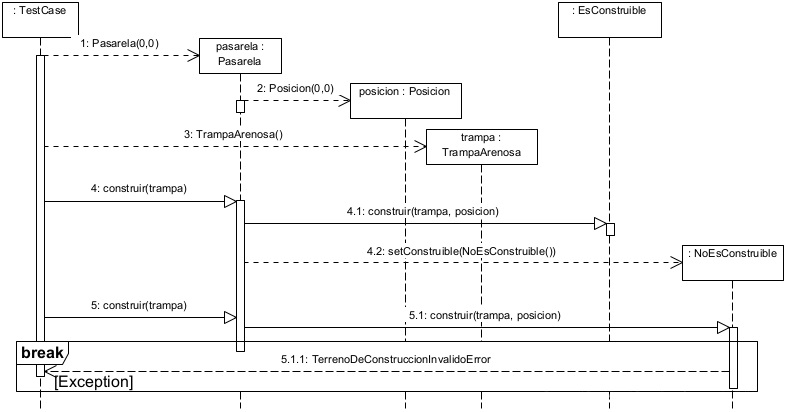 : TestCase
: EsConstruible
1: Pasarela(0,0)
pasarela :
Pasarela
2: Posicion(0,0)
posicion : Posicion
3: TrampaArenosa()
trampa :
TrampaArenosa
4: construir(trampa)
4.1: construir(trampa, posicion)
4.2: setConstruible(NoEsConstruible())
: NoEsConstruible
5: construir(trampa)
5.1: construir(trampa, posicion)
break
5.1.1: TerrenoDeConstruccionInvalidoError
[Exception]